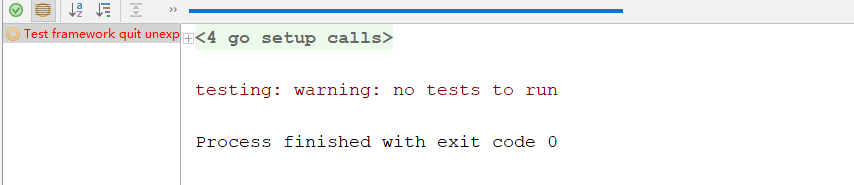 Test framework quit unexp
<4 go setup calls>
testing: warning: no tests to run
Process finished with exit code 0